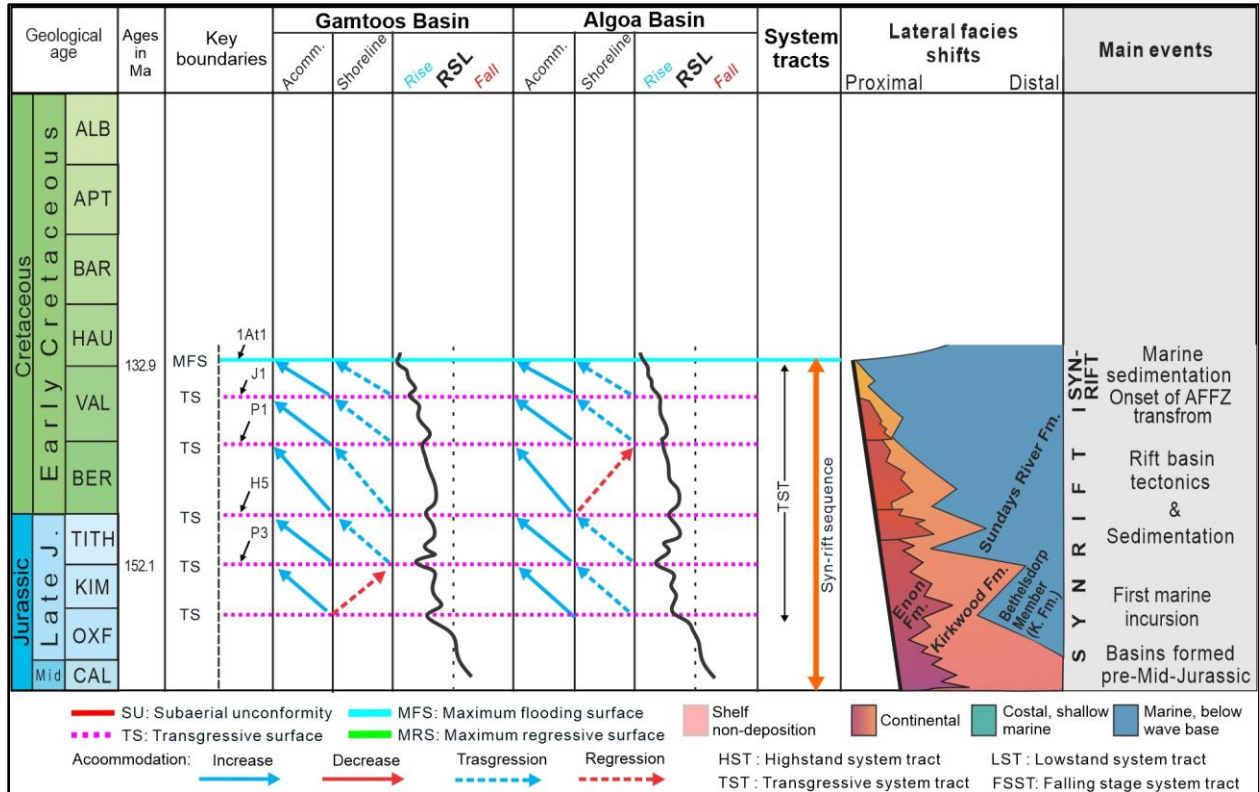 Geological age
Ages in Ma
Key boundaries
Gamtoos Basin
Acomm.
Shoreline
Rise RSL Fall
Algoa Basin
Acomm.
Shoreline
Rise RSL Fall
System tracts
Lateral facies shifts
Proximal Distal
Main events
Cretaceous
Early Cretaceous
ALB
APT
BAR
HAU
VAL
BER
Jurassic
Late J.
TITH
KIM
OXF
Mid CAL
132.9
152.1
MFS
TS
TS
TS
TS
TS
1At1
J1
P1
H5
P3
TST
Syn-rift sequence
Enon Fm.
Kirkwood Fm.
Sundays River Fm.
Bethelsdorp Member (K. Fm.)
SYNRIFT I
SYN-RIFT
Marine
sedimentation
Onset of AFFZ
transfrom
Rift basin
tectonics
&
Sedimentation
First marine
incursion
Basins formed
pre-Mid-Jurassic
SU: Subaerial unconformity
MFS: Maximum flooding surface
TS: Transgressive surface
MRS: Maximum regressive surface
Shelf
non-deposition
Continental
Costal, shallow
marine
Marine, below
wave base
Acoomodation:
Increase
Decrease
Trasgression
Regression
HST : Highstand system tract
LST : Lowstand system tract
TST : Transgressive system tract
FSST: Falling stage system tract